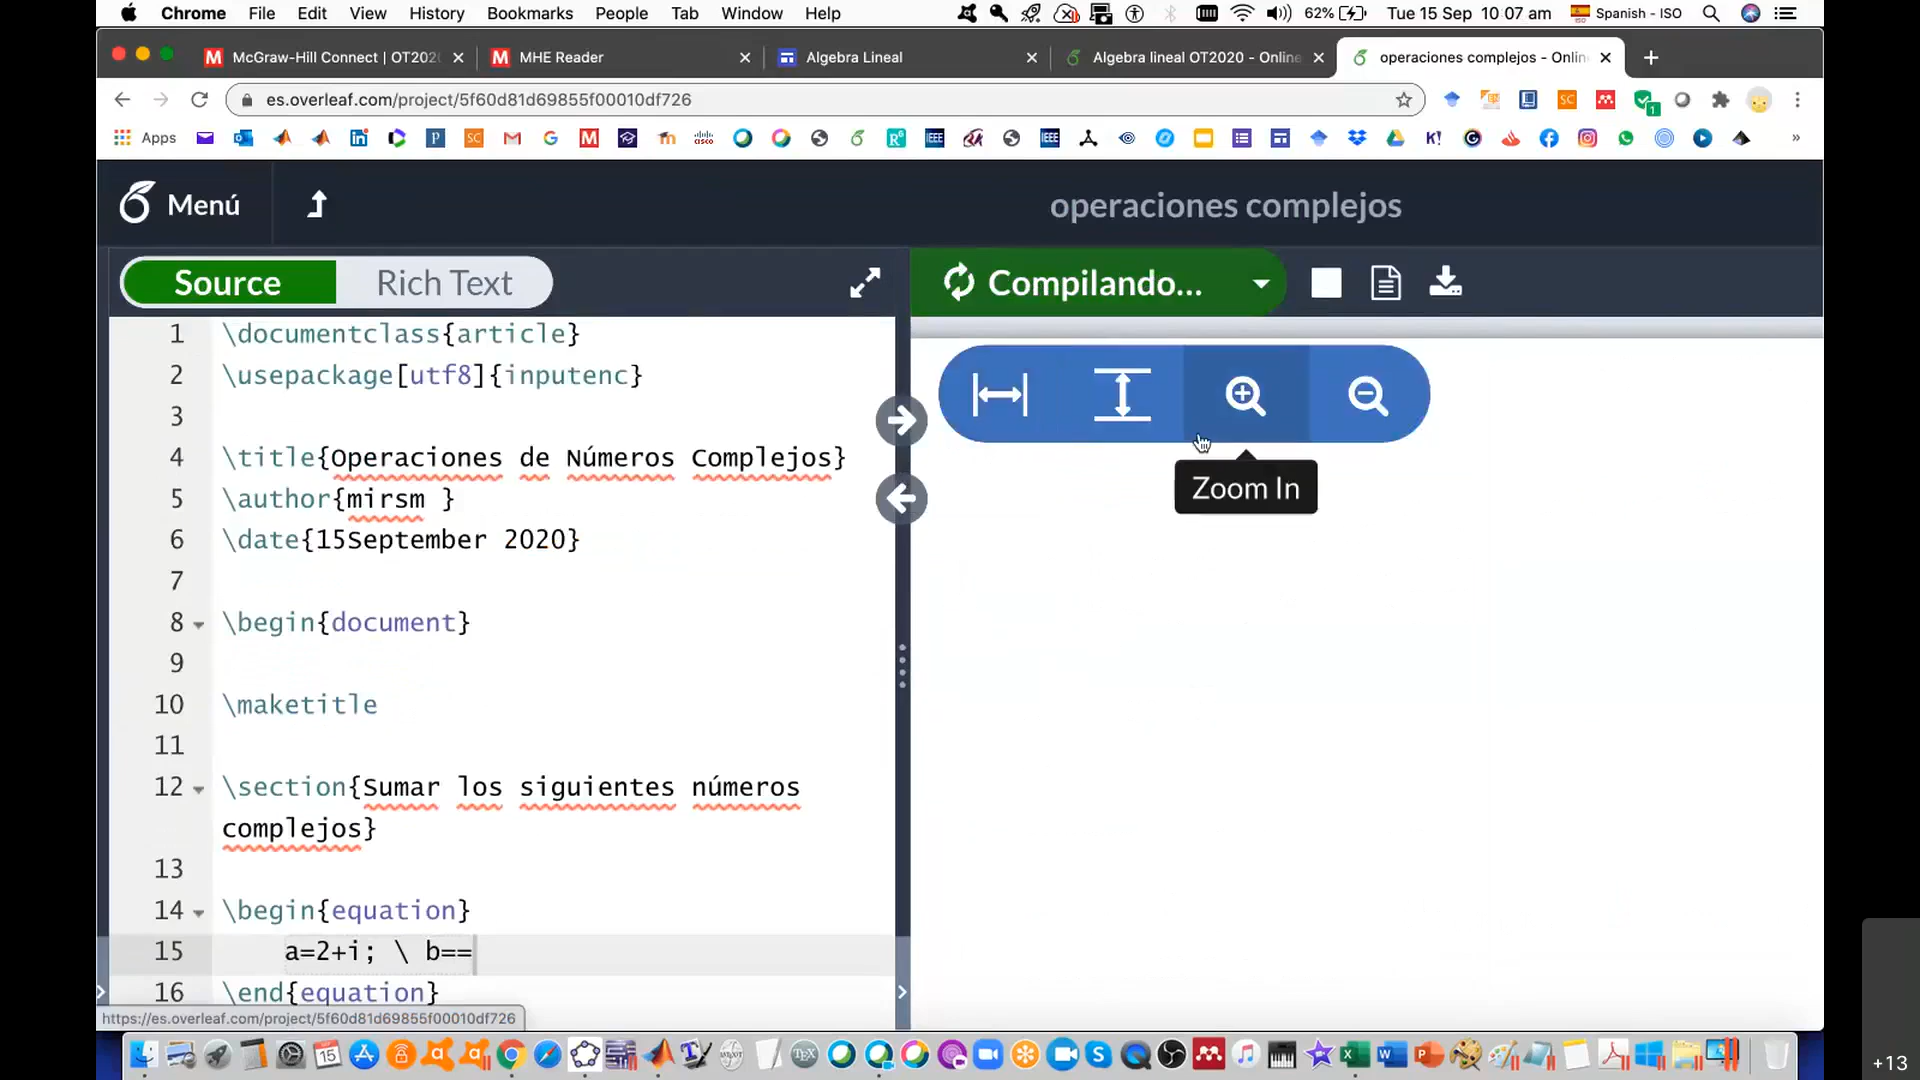 Chrome File Edit View History Bookmarks People Tab Window Help 62% Tue 15 Sep 10:07 am Spanish - ISO
McGraw-Hill Connect | OT202 MHE Reader Algebra Lineal Algebra lineal OT2020 - Online operaciones complejos - Onlin
es.overleaf.com/project/5f60d81d69855f00010df726
Apps
Menú operaciones complejos
Source Rich Text Compilando...
1 \documentclass{article}
2 \usepackage[utf8]{inputenc}
3
4 \title{Operaciones de Números Complejos}
5 \author{mirsm }
6 \date{15September 2020}
7
8 \begin{document}
9
10 \maketitle
11
12 \section{Sumar los siguientes números
complejos}
13
14 \begin{equation}
15 a=2+i; \ b==
16 \end{equation}
Zoom In
https://es.overleaf.com/project/5f60d81d69855f00010df726
+13